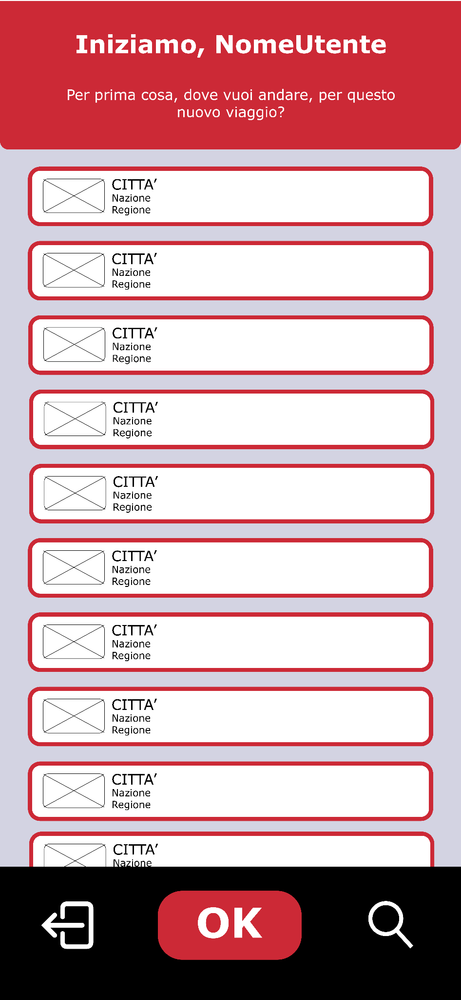 Iniziamo, NomeUtente
Per prima cosa, dove vuoi andare, per questo
nuovo viaggio?
CITTA’
Nazione
Regione
CITTA’
Nazione
Regione
CITTA’
Nazione
Regione
CITTA’
Nazione
Regione
CITTA’
Nazione
Regione
CITTA’
Nazione
Regione
CITTA’
Nazione
Regione
CITTA’
Nazione
Regione
CITTA’
Nazione
Regione
CITTA’
Nazione
OK